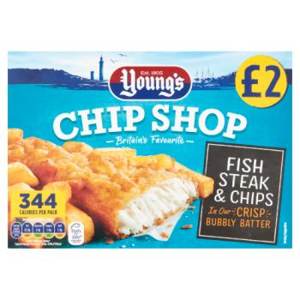 Est. 1805
Young's
£2
CHIP SHOP
Britain's Favourite
FISH
STEAK
& CHIPS
In Our CRISP
BUBBLY BATTER
344
CALORIES PER PACK